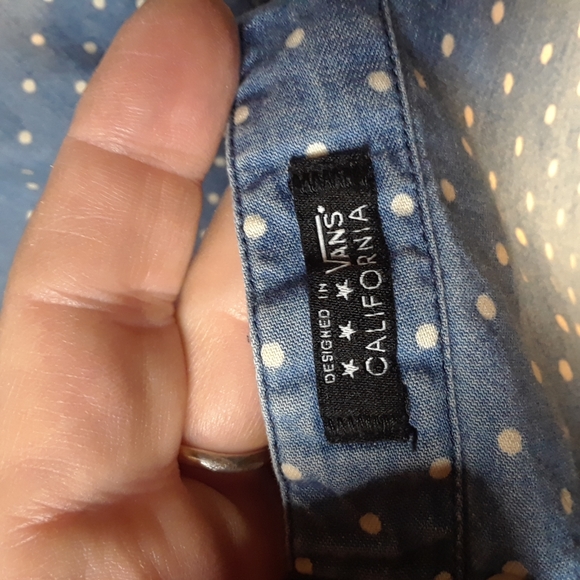 VANS
DESIGNED IN
★ ★ ★
CALIFORNIA